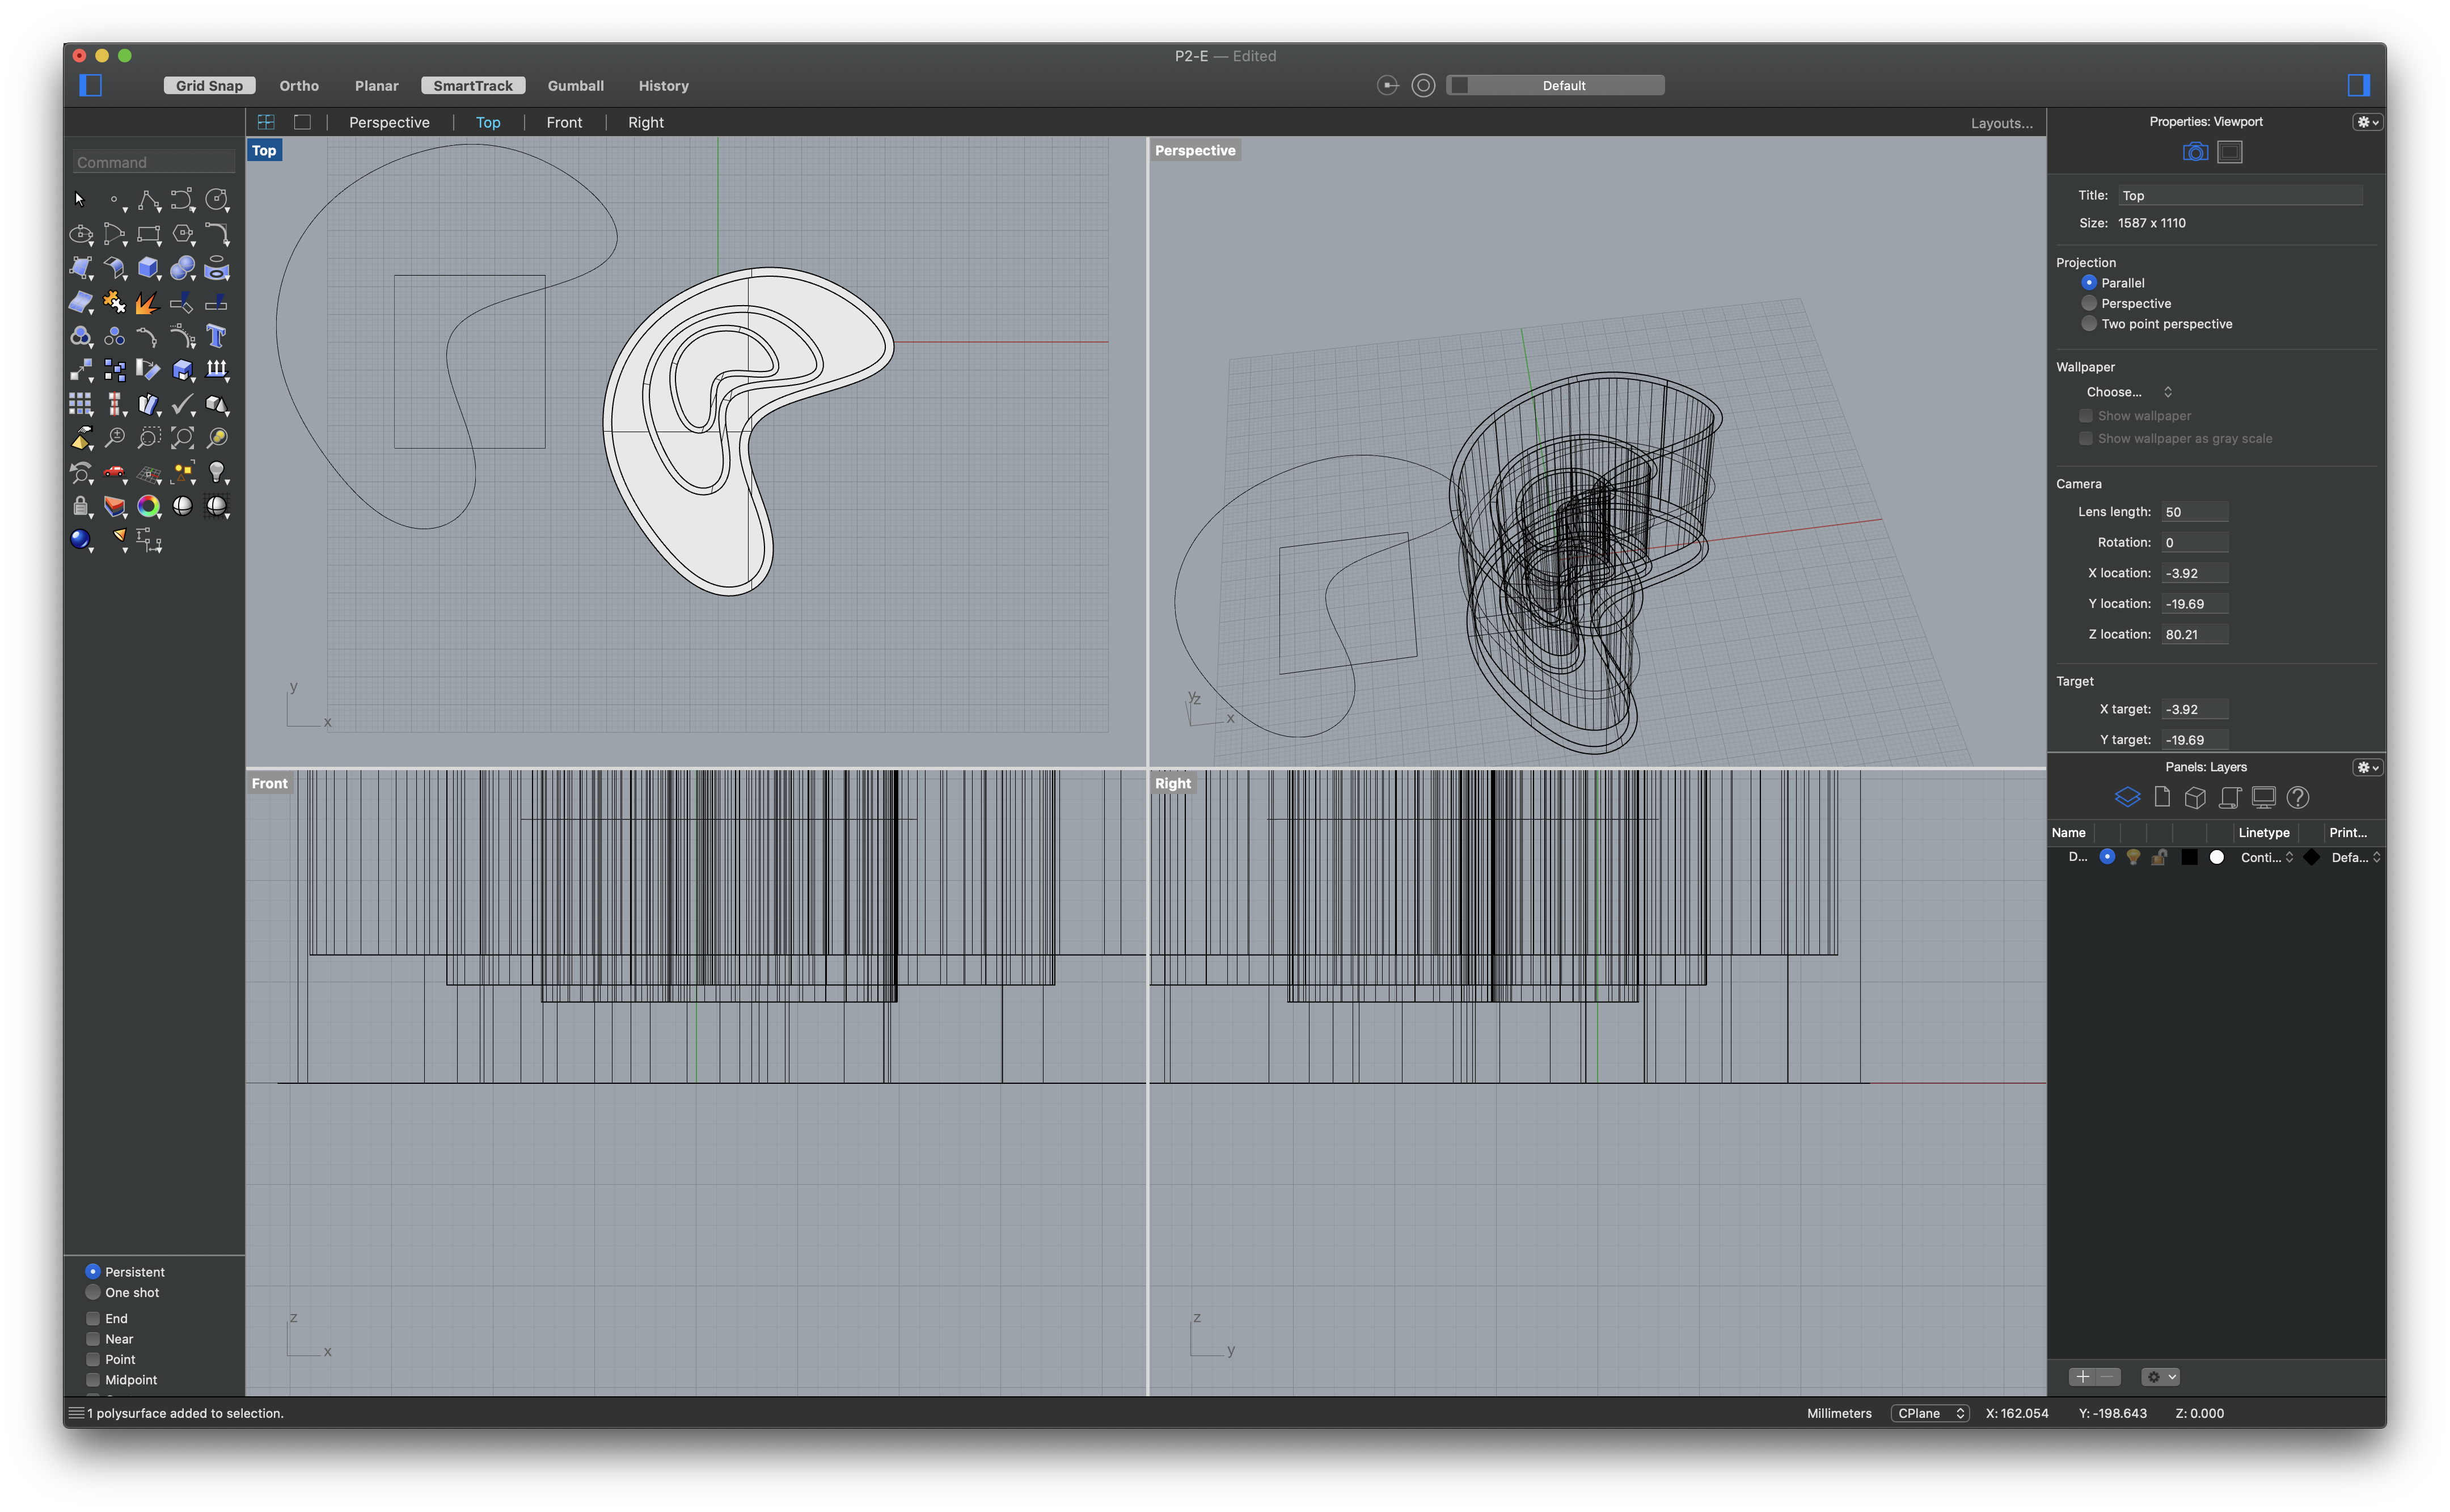 P2-E — Edited
Grid Snap Ortho Planar SmartTrack Gumball History
Default
Perspective Top Front Right
Layouts...
Command
Top
Perspective
y
x
y
z
x
Front
Right
z
x
z
y
Persistent
One shot
End
Near
Point
Midpoint
Properties: Viewport
Title: Top
Size: 1587 x 1110
Projection
Parallel
Perspective
Two point perspective
Wallpaper
Choose...
Show wallpaper
Show wallpaper as gray scale
Camera
Lens length: 50
Rotation: 0
X location: -3.92
Y location: -19.69
Z location: 80.21
Target
X target: -3.92
Y target: -19.69
Panels: Layers
Name Linetype Print...
D... Conti... Defa...
1 polysurface added to selection.
Millimeters CPlane X: 162.054 Y: -198.643 Z: 0.000